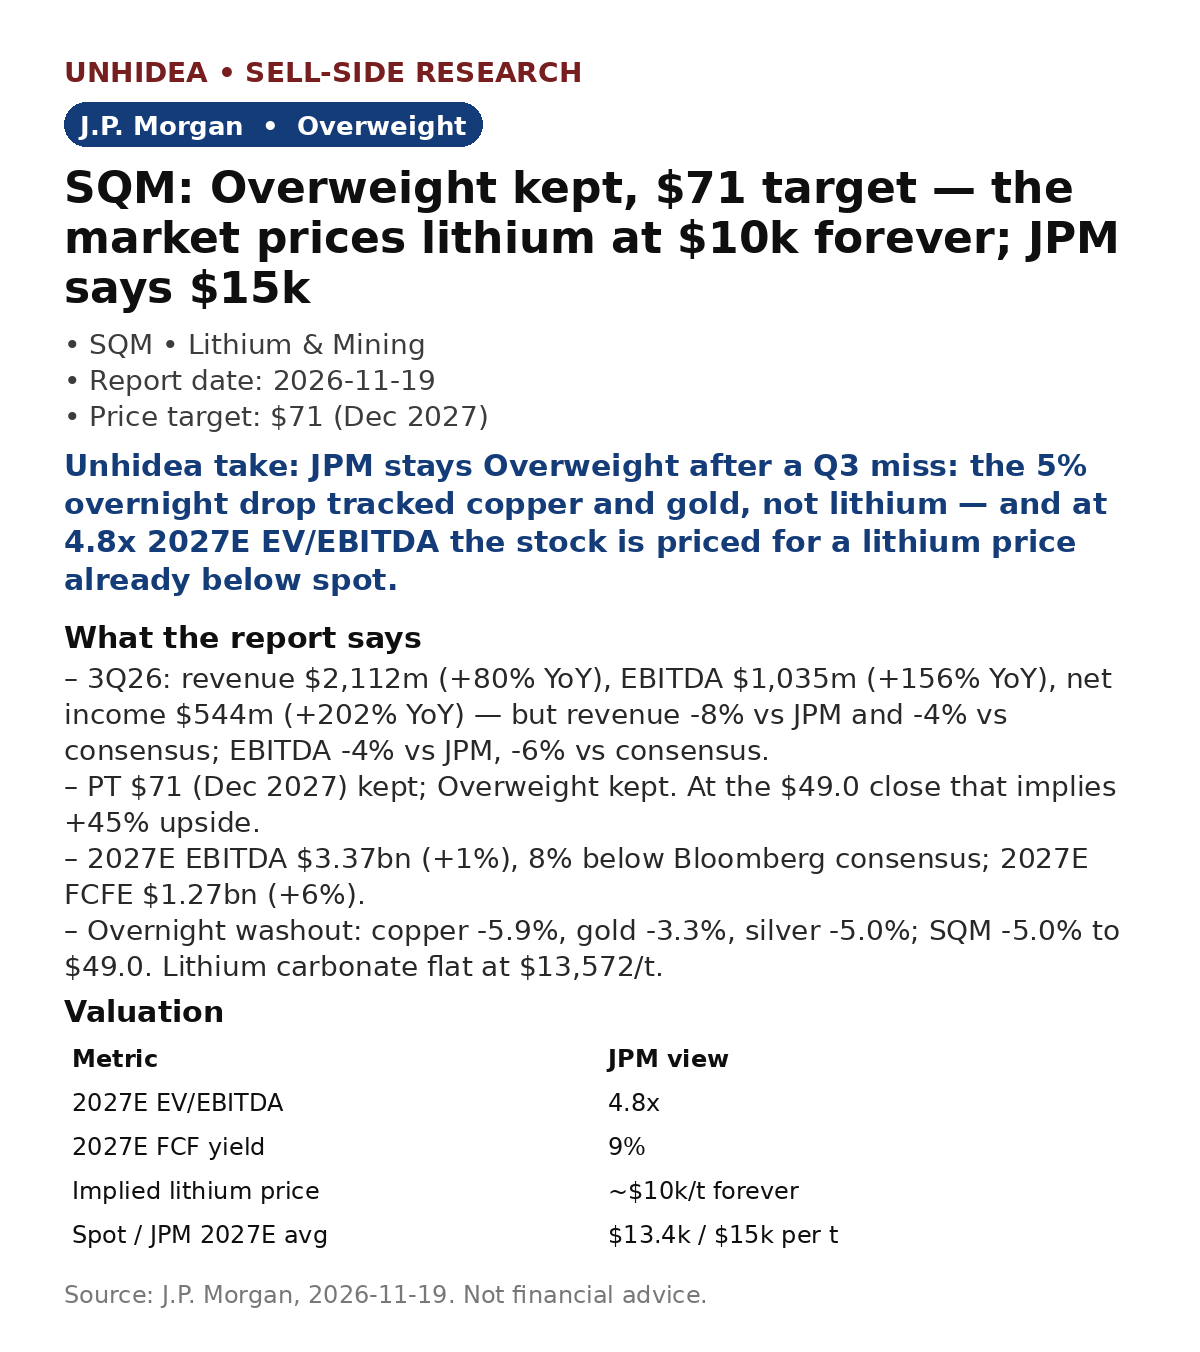 UNHIDEA • SELL-SIDE RESEARCH
J.P. Morgan • Overweight
SQM: Overweight kept, $71 target — the
market prices lithium at $10k forever; JPM
says $15k
• SQM • Lithium & Mining
• Report date: 2026-11-19
• Price target: $71 (Dec 2027)
Unhidea take: JPM stays Overweight after a Q3 miss: the 5%
overnight drop tracked copper and gold, not lithium — and at
4.8x 2027E EV/EBITDA the stock is priced for a lithium price
already below spot.
What the report says
– 3Q26: revenue $2,112m (+80% YoY), EBITDA $1,035m (+156% YoY), net
income $544m (+202% YoY) — but revenue -8% vs JPM and -4% vs
consensus; EBITDA -4% vs JPM, -6% vs consensus.
– PT $71 (Dec 2027) kept; Overweight kept. At the $49.0 close that implies
+45% upside.
– 2027E EBITDA $3.37bn (+1%), 8% below Bloomberg consensus; 2027E
FCFE $1.27bn (+6%).
– Overnight washout: copper -5.9%, gold -3.3%, silver -5.0%; SQM -5.0% to
$49.0. Lithium carbonate flat at $13,572/t.
Valuation
Metric JPM view
2027E EV/EBITDA 4.8x
2027E FCF yield 9%
Implied lithium price ~$10k/t forever
Spot / JPM 2027E avg $13.4k / $15k per t
Source: J.P. Morgan, 2026-11-19. Not financial advice.